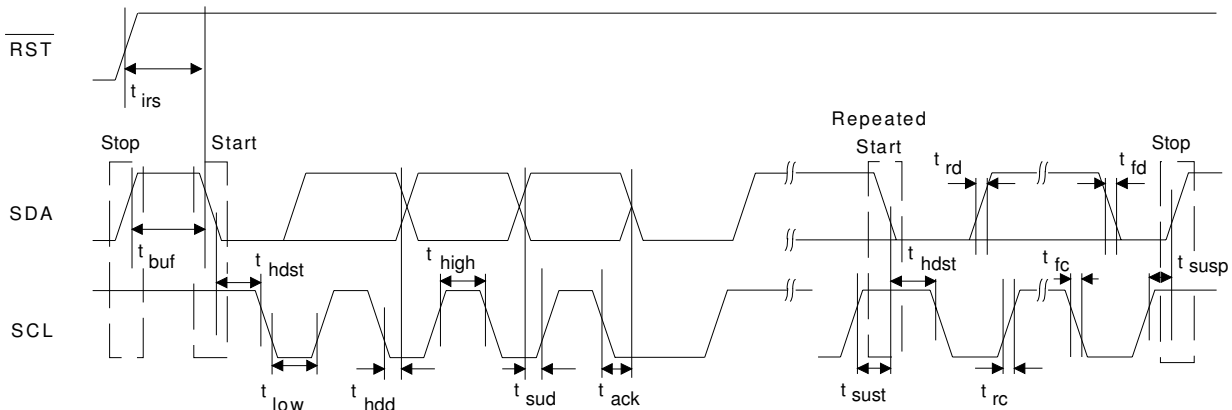 RST
t irs
Repeated
Stop Start Start Stop
t rd t fd
SDA
t buf t hdst t high t hdst t fc t susp
SCL
t low t hdd t sud t ack t sust t rc